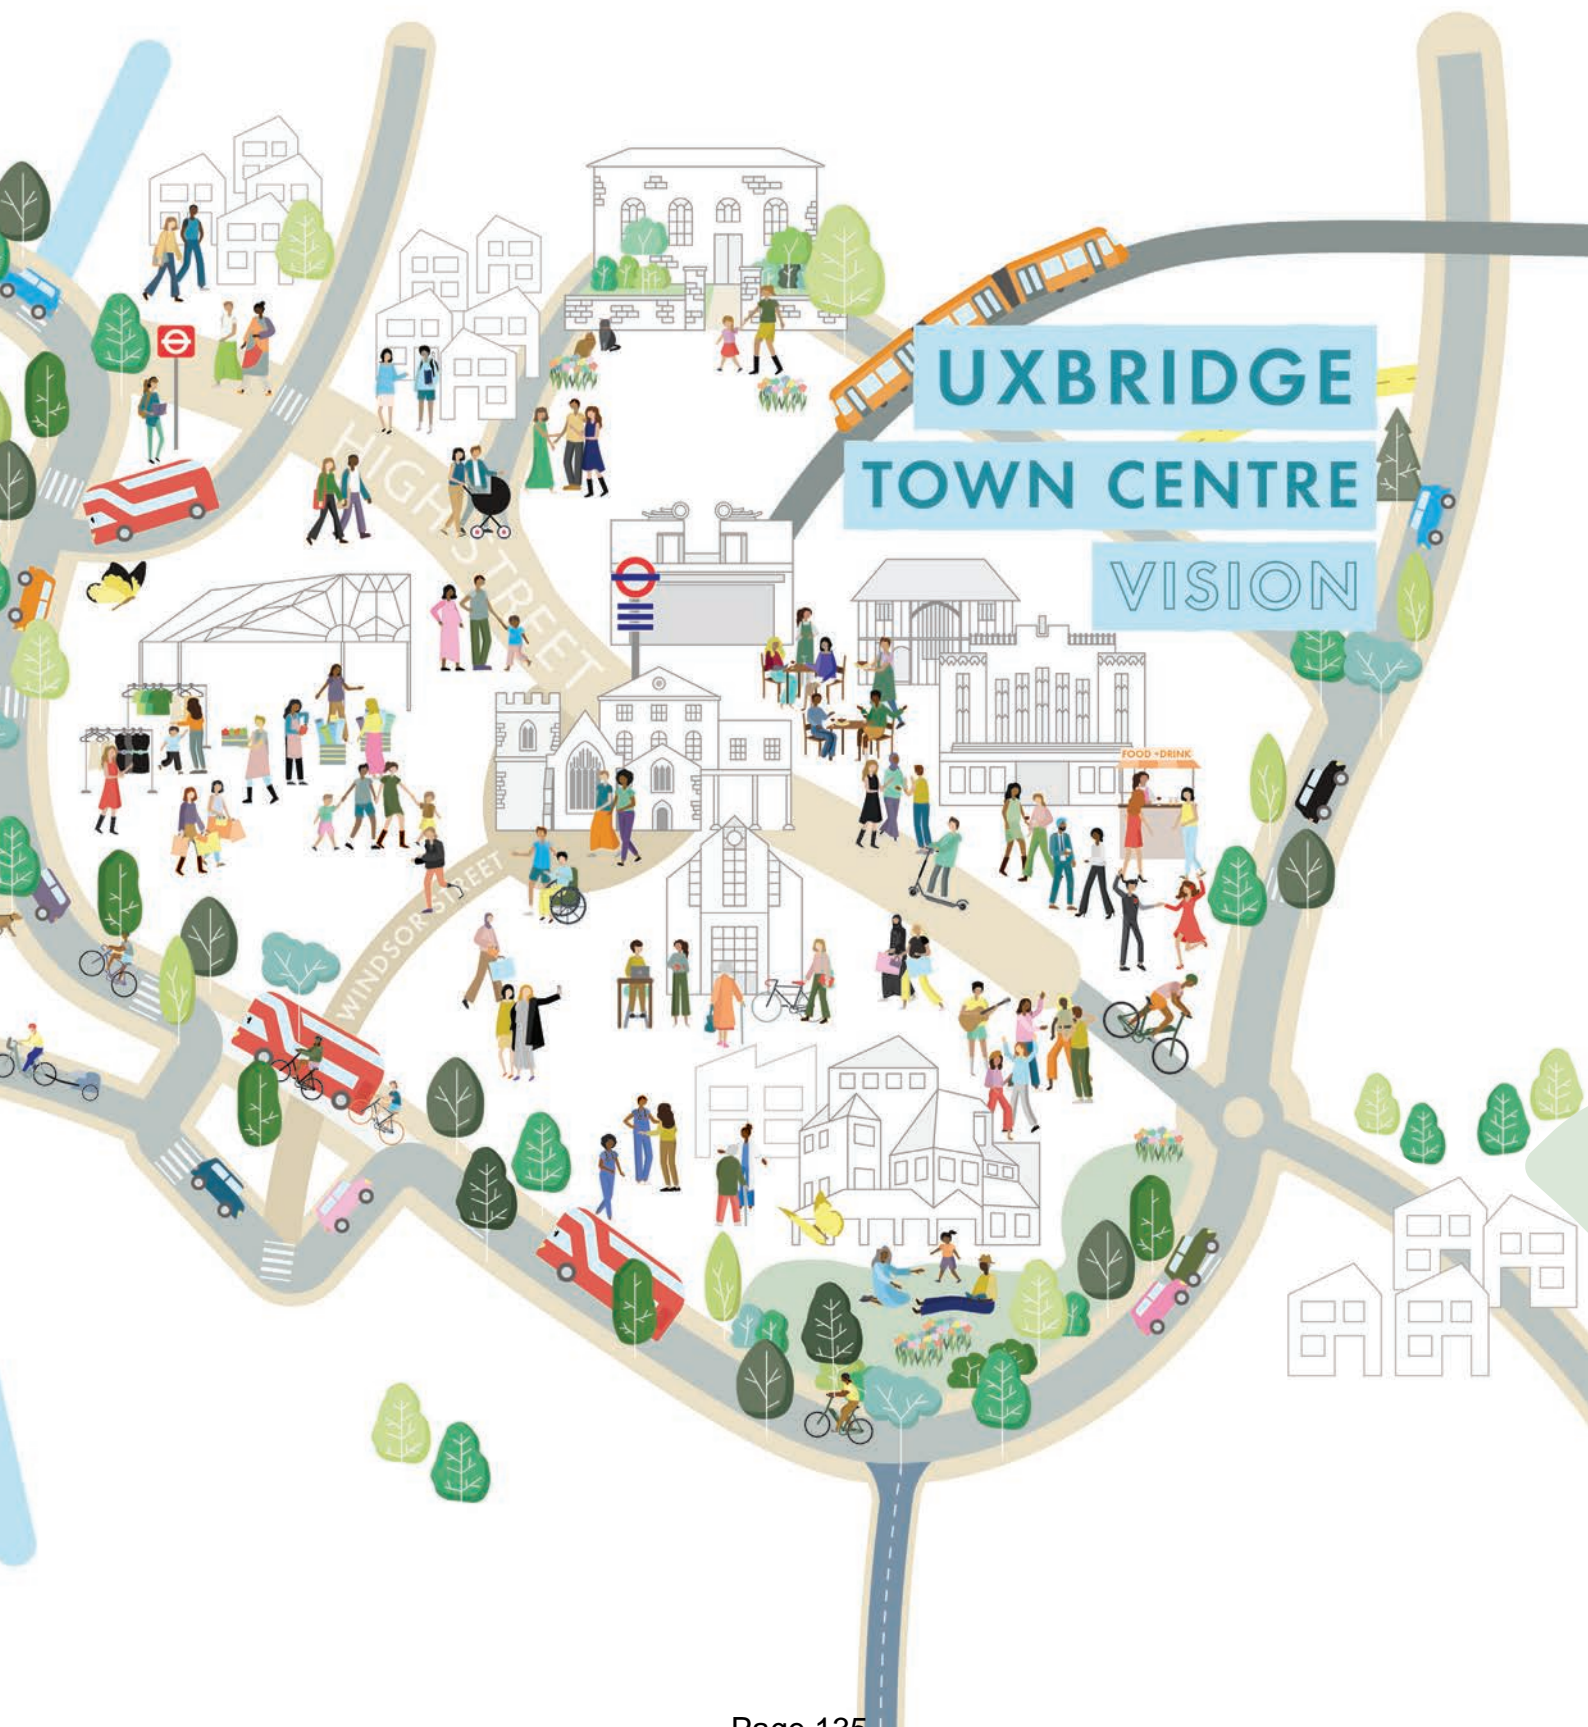 UXBRIDGE
TOWN CENTRE
VISION
HIGH STREET
FOOD + DRINK
WINDSOR STREET
Page 135